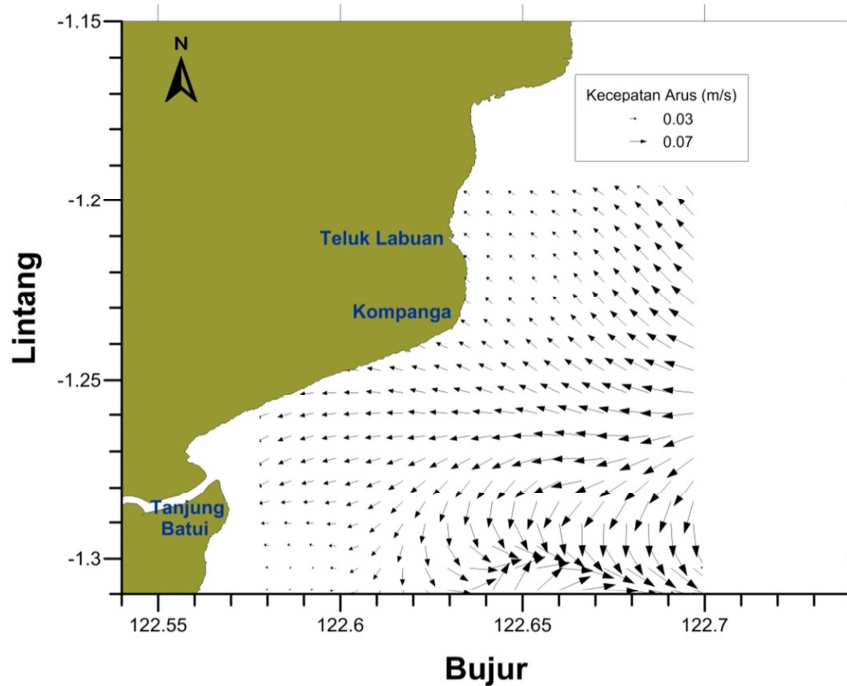 -1.15
N
Kecepatan Arus (m/s)
0.03
0.07
-1.2
Teluk Labuan
Kompanga
Lintang
-1.25
Tanjung
Batui
-1.3
122.55
122.6
122.65
122.7
Bujur